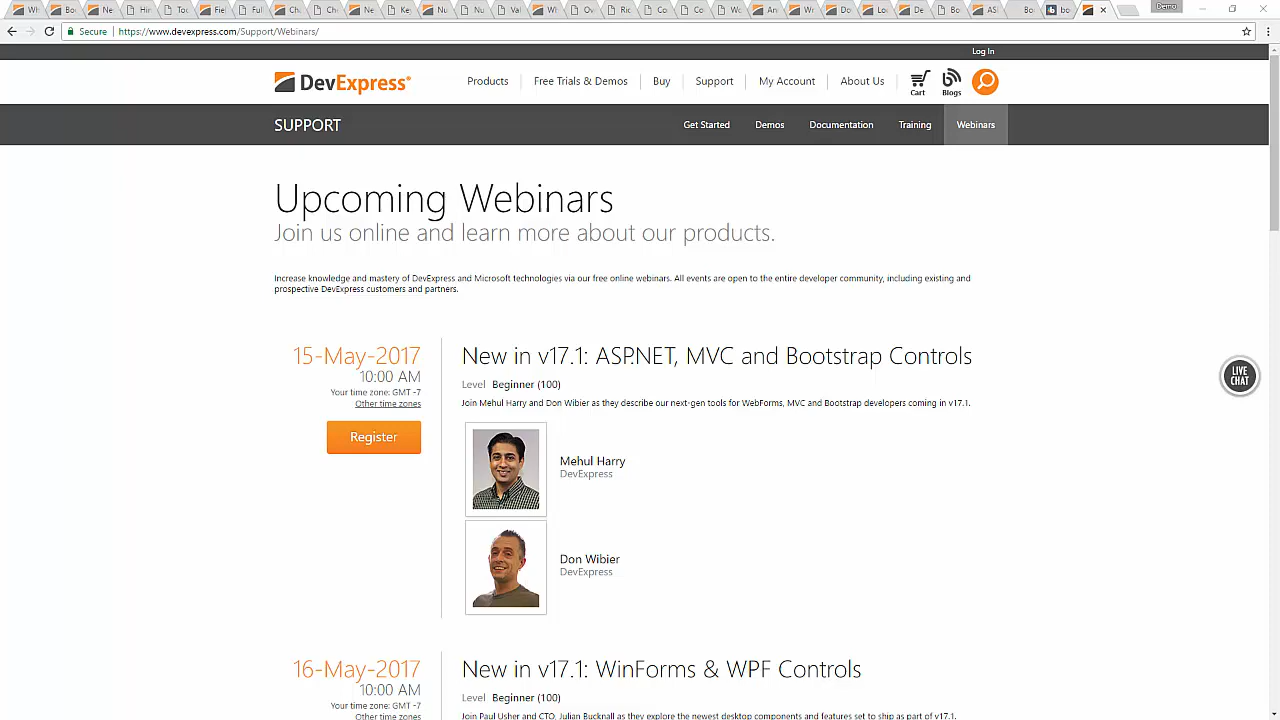 Demo
Secure https://www.devexpress.com/Support/Webinars/
Log In
DevExpress®
Products
Free Trials & Demos
Buy
Support
My Account
About Us
Cart
Blogs
SUPPORT
Get Started
Demos
Documentation
Training
Webinars
Upcoming Webinars
Join us online and learn more about our products.
Increase knowledge and mastery of DevExpress and Microsoft technologies via our free online webinars. All events are open to the entire developer community, including existing and
prospective DevExpress customers and partners.
15-May-2017
10:00 AM
Your time zone: GMT -7
Other time zones
Register
New in v17.1: ASP.NET, MVC and Bootstrap Controls
Level Beginner (100)
Join Mehul Harry and Don Wibier as they describe our next-gen tools for WebForms, MVC and Bootstrap developers coming in v17.1.
Mehul Harry
DevExpress
Don Wibier
DevExpress
LIVE
CHAT
16-May-2017
10:00 AM
Your time zone: GMT -7
Other time zones
New in v17.1: WinForms & WPF Controls
Level Beginner (100)
Join Paul Usher and CTO, Julian Bucknall as they explore the newest desktop components and features set to ship as part of v17.1.